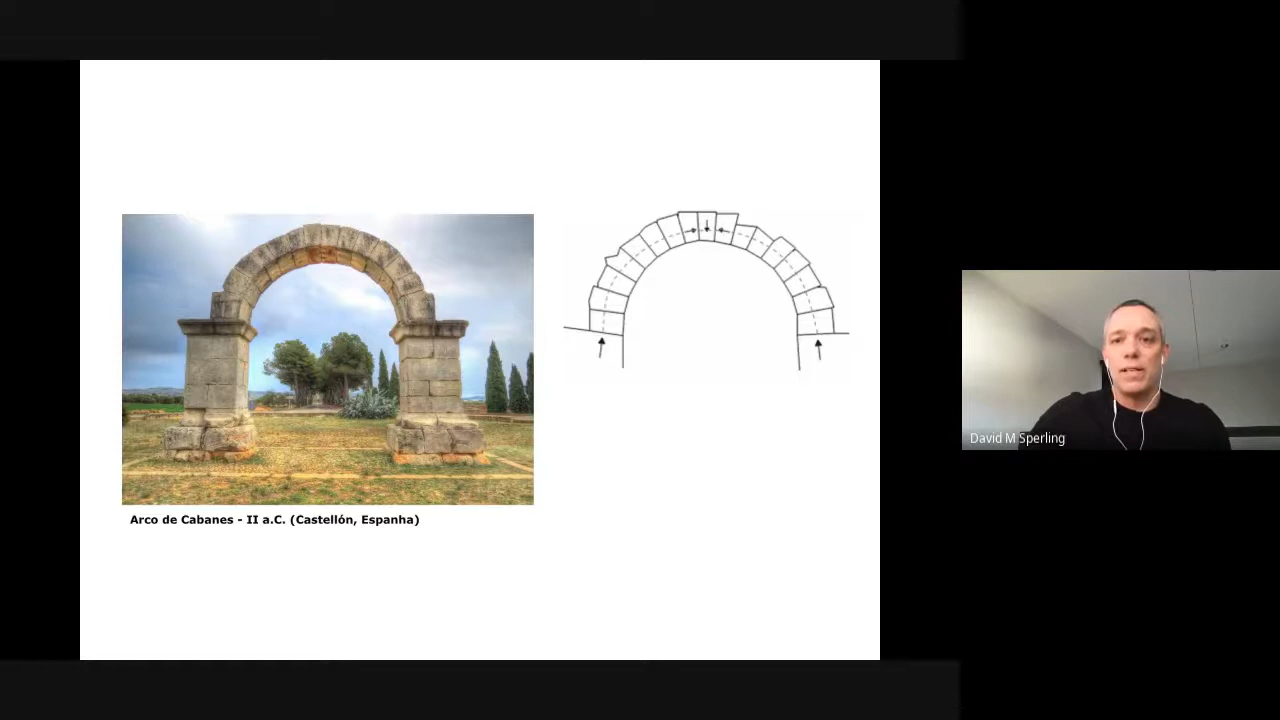 Arco de Cabanes - II a.C. (Castellón, Espanha)
David M Sperling